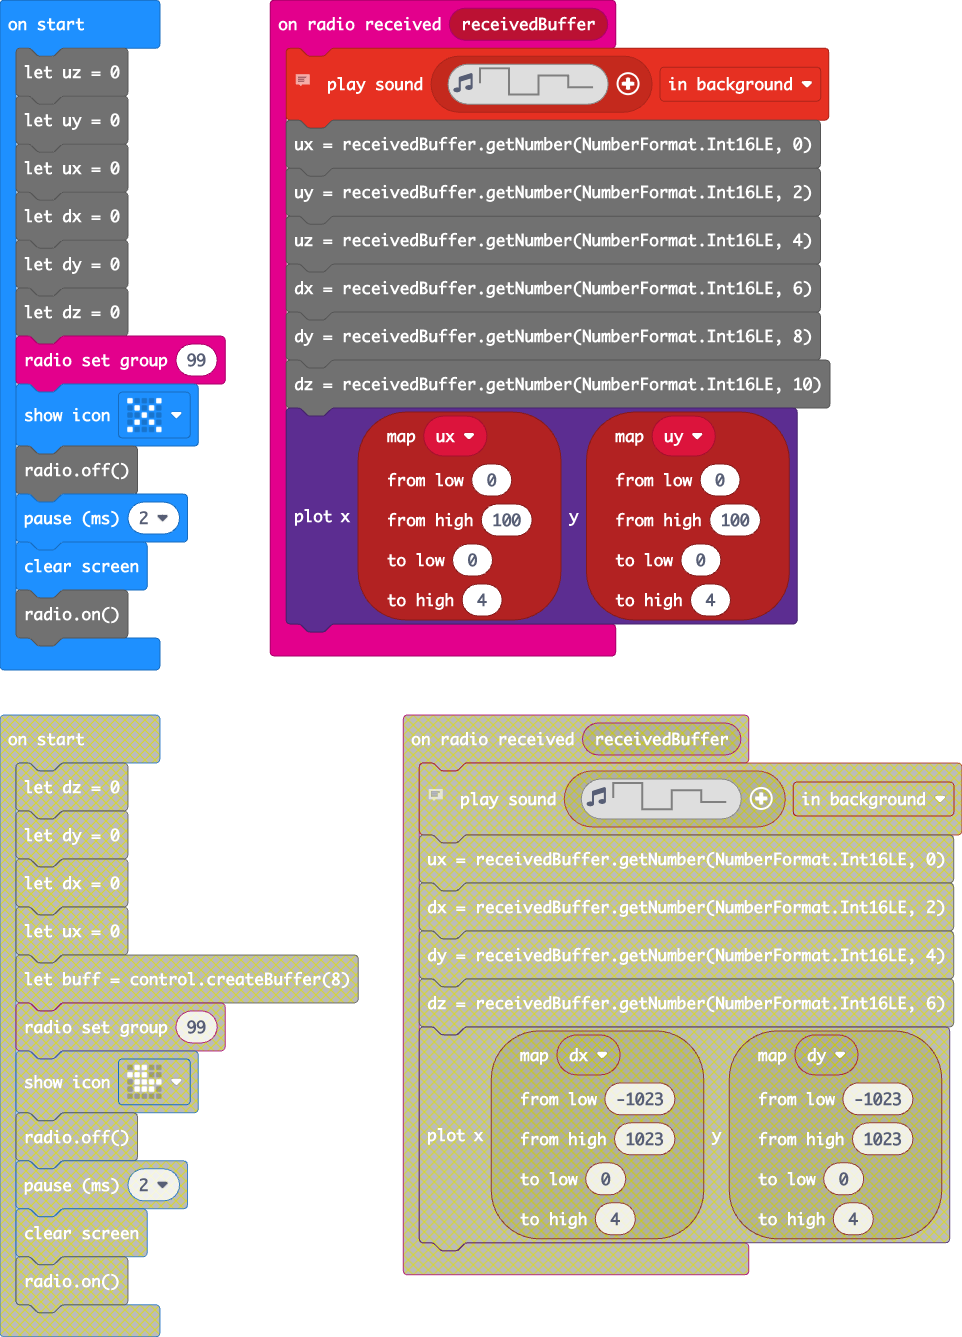 on start
let uz = 0
let uy = 0
let ux = 0
let dx = 0
let dy = 0
let dz = 0
radio set group 99
show icon
radio.off()
pause (ms) 2
clear screen
radio.on()
on radio received receivedBuffer
play sound in background
ux = receivedBuffer.getNumber(NumberFormat.Int16LE, 0)
uy = receivedBuffer.getNumber(NumberFormat.Int16LE, 2)
uz = receivedBuffer.getNumber(NumberFormat.Int16LE, 4)
dx = receivedBuffer.getNumber(NumberFormat.Int16LE, 6)
dy = receivedBuffer.getNumber(NumberFormat.Int16LE, 8)
dz = receivedBuffer.getNumber(NumberFormat.Int16LE, 10)
plot x
map ux
from low 0
from high 100
to low 0
to high 4
y
map uy
from low 0
from high 100
to low 0
to high 4
on start
let dz = 0
let dy = 0
let dx = 0
let ux = 0
let buff = control.createBuffer(8)
radio set group 99
show icon
radio.off()
pause (ms) 2
clear screen
radio.on()
on radio received receivedBuffer
play sound in background
ux = receivedBuffer.getNumber(NumberFormat.Int16LE, 0)
dx = receivedBuffer.getNumber(NumberFormat.Int16LE, 2)
dy = receivedBuffer.getNumber(NumberFormat.Int16LE, 4)
dz = receivedBuffer.getNumber(NumberFormat.Int16LE, 6)
plot x
map dx
from low -1023
from high 1023
to low 0
to high 4
y
map dy
from low -1023
from high 1023
to low 0
to high 4